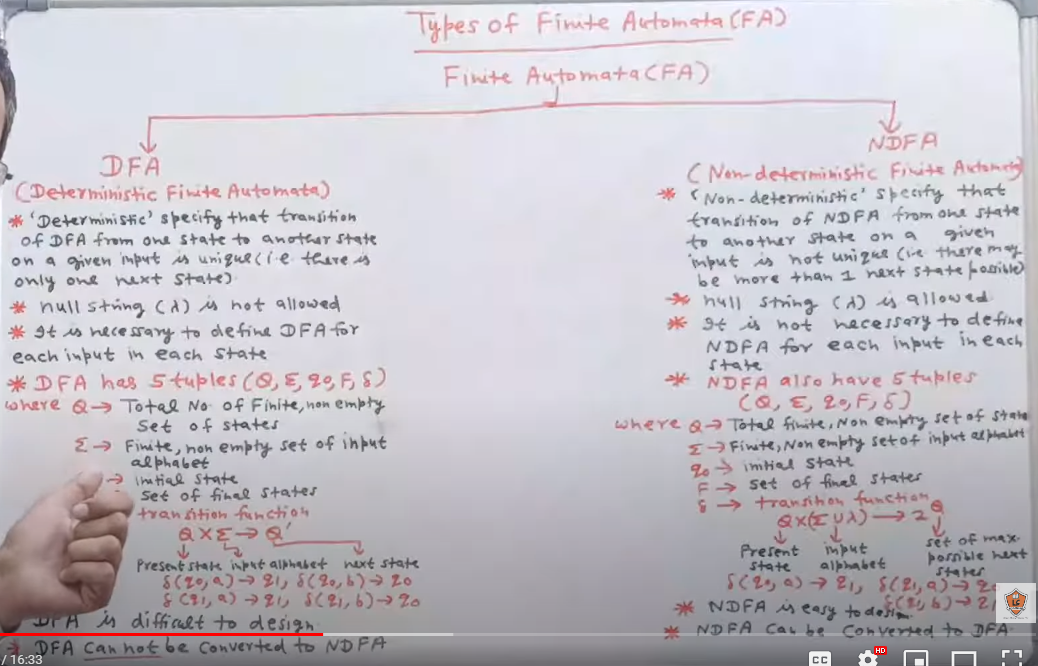 Types of Finite Automata (FA)
Finite Automata (FA)
DFA
(Deterministic Finite Automata)
* 'Deterministic' specify that transition
of DFA from one state to another state
on a given input is unique (i.e there is
only one next state)
* null string (λ) is not allowed
* It is necessary to define DFA for
each input in each state
* DFA has 5 tuples (Q, Σ, q0, F, δ)
where Q → Total No. of Finite, non empty
set of states
Σ → Finite, non empty set of input
alphabet
→ initial state
set of final states
transition function
Q X Σ → Q'
Present state input alphabet next state
δ(q0, a) → q1, δ(q0, b) → q0
δ(q1, a) → q1, δ(q1, b) → q0
DFA is difficult to design
* DFA can not be converted to NDFA
NDFA
(Non-deterministic Finite Automata)
* 'Non-deterministic' specify that
transition of NDFA from one state
to another state on a given
input is not unique (i.e. there may
be more than 1 next state possible)
* null string (λ) is allowed
* It is not necessary to define
NDFA for each input in each
state
* NDFA also have 5 tuples
(Q, Σ, q0, F, δ)
where Q → Total finite, Non empty set of state
Σ → Finite, Non empty set of input alphabet
q0 → initial state
F → set of final states
δ → transition function
Q X (Σ ∪ λ) → 2^Q
Present state
input alphabet
set of max. possible next states
δ(q0, a) → q1, δ(q1, a) →
δ(q1, b) →
* NDFA is easy to design
* NDFA can be converted to DFA
/ 16:33
CC
HD